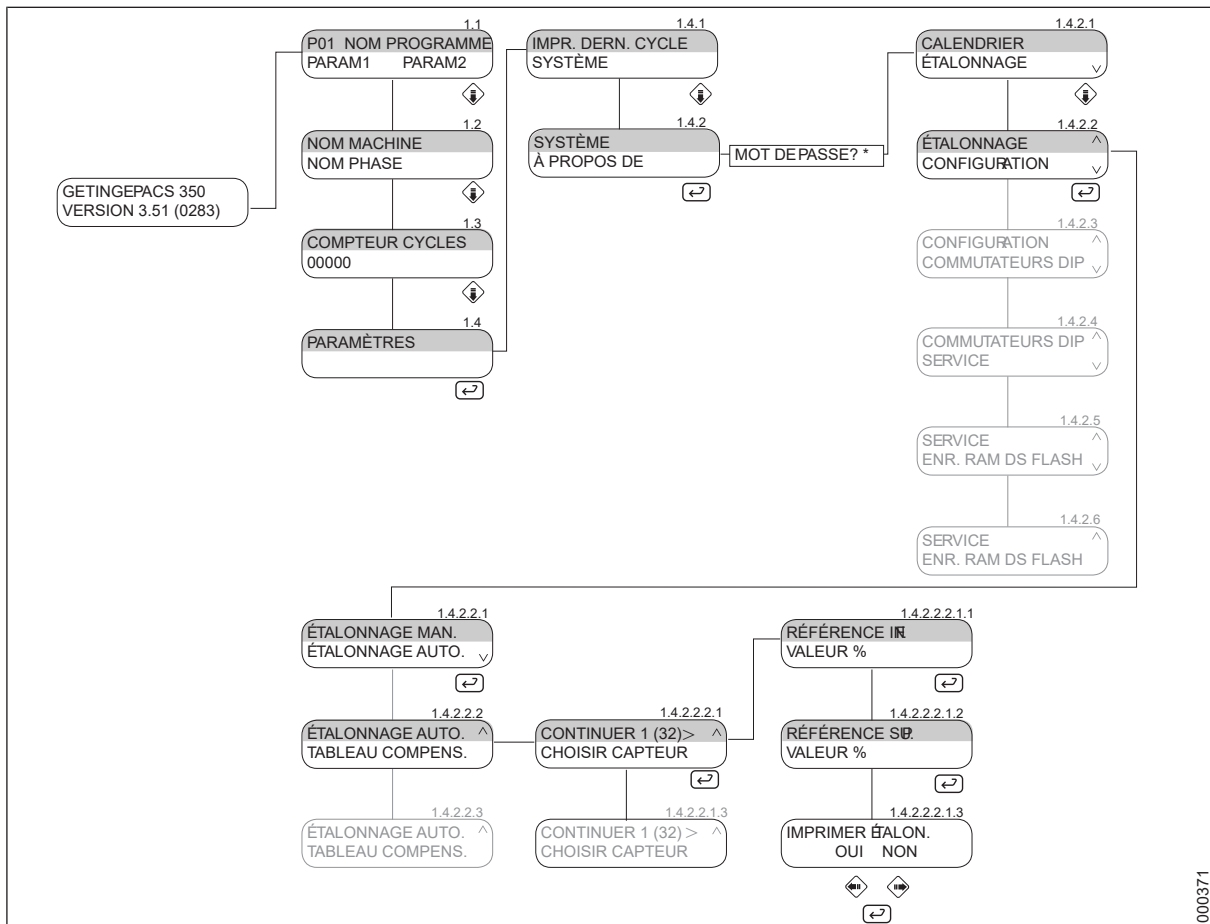 GETINGEPACS 350
VERSION 3.51 (0283)
1.1
P01 NOM PROGRAMME
PARAM1 PARAM2
1.2
NOM MACHINE
NOM PHASE
1.3
COMPTEUR CYCLES
00000
1.4
PARAMÈTRES
1.4.1
IMPR. DERN. CYCLE
SYSTÈME
1.4.2
SYSTÈME
À PROPOS DE
MOT DE PASSE? *
1.4.2.1
CALENDRIER
ÉTALONNAGE
1.4.2.2
ÉTALONNAGE
CONFIGURATION
1.4.2.3
CONFIGURATION
COMMUTATEURS DIP
1.4.2.4
COMMUTATEURS DIP
SERVICE
1.4.2.5
SERVICE
ENR. RAM DS FLASH
1.4.2.6
SERVICE
ENR. RAM DS FLASH
1.4.2.2.1
ÉTALONNAGE MAN.
ÉTALONNAGE AUTO.
1.4.2.2.2
ÉTALONNAGE AUTO.
TABLEAU COMPENS.
1.4.2.2.3
ÉTALONNAGE AUTO.
TABLEAU COMPENS.
1.4.2.2.2.1
CONTINUER 1 (32)>
CHOISIR CAPTEUR
1.4.2.2.1.3
CONTINUER 1 (32) >
CHOISIR CAPTEUR
1.4.2.2.2.1.1
RÉFÉRENCE INF.
VALEUR %
1.4.2.2.2.1.2
RÉFÉRENCE SUP.
VALEUR %
1.4.2.2.2.1.3
IMPRIMER ÉTALON.
OUI NON
000371